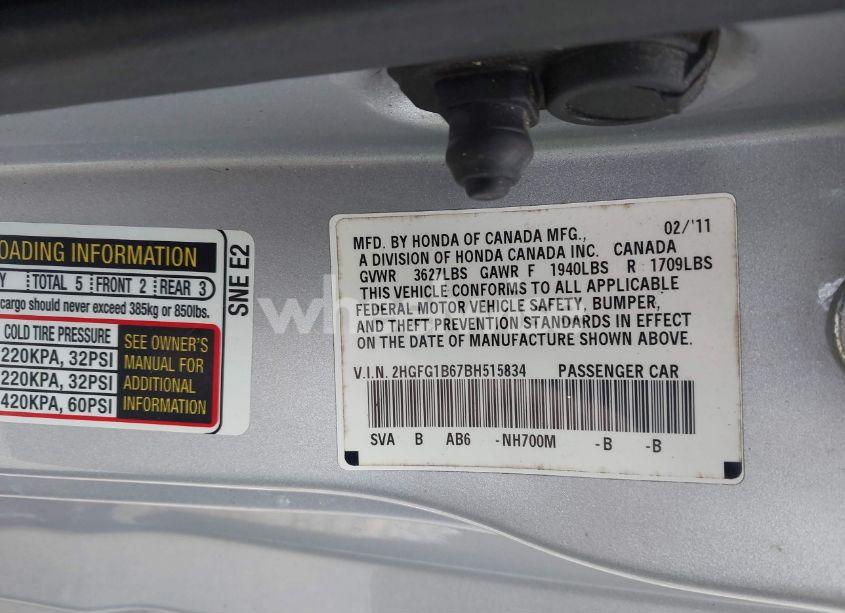 OADING INFORMATION
Y TOTAL 5 FRONT 2 REAR 3
cargo should never exceed 385kg or 850lbs.
COLD TIRE PRESSURE
220KPA, 32PSI
220KPA, 32PSI
420KPA, 60PSI
SEE OWNER'S
MANUAL FOR
ADDITIONAL
INFORMATION
SNE E2
02/'11
MFD. BY HONDA OF CANADA MFG.,
A DIVISION OF HONDA CANADA INC. CANADA
GVWR 3627LBS GAWR F 1940LBS R 1709LBS
THIS VEHICLE CONFORMS TO ALL APPLICABLE
FEDERAL MOTOR VEHICLE SAFETY, BUMPER,
AND THEFT PREVENTION STANDARDS IN EFFECT
ON THE DATE OF MANUFACTURE SHOWN ABOVE.
V.I.N. 2HGFG1B67BH515834 PASSENGER CAR
SVA B AB6 -NH700M -B -B